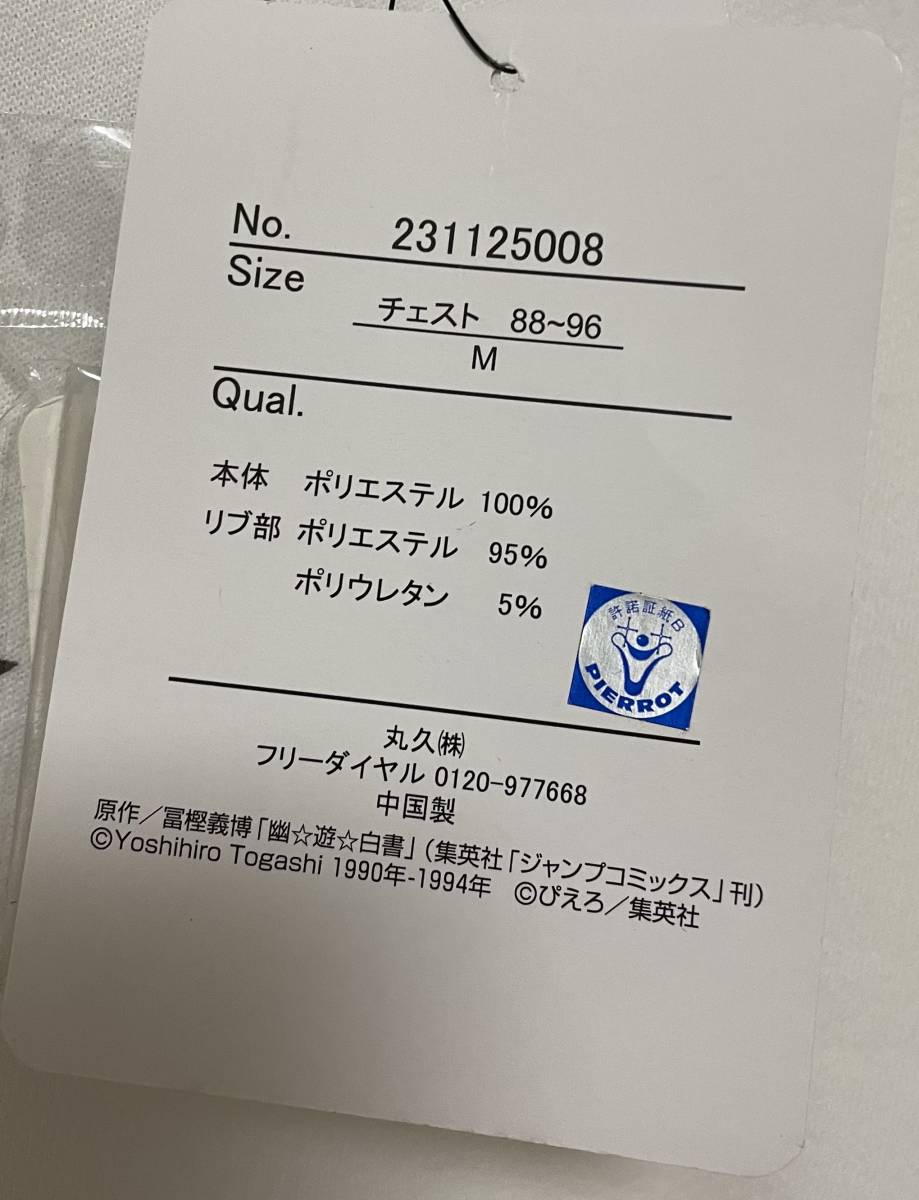 No. 231125008
Size
チェスト 88~96
M
Qual.
本体 ポリエステル 100%
リブ部 ポリエステル 95%
ポリウレタン 5%
許諾証紙B
PIERROT
丸久㈱
フリーダイヤル 0120-977668
中国製
原作/冨樫義博「幽☆遊☆白書」(集英社「ジャンプコミックス」刊)
©Yoshihiro Togashi 1990年-1994年 ©ぴえろ/集英社